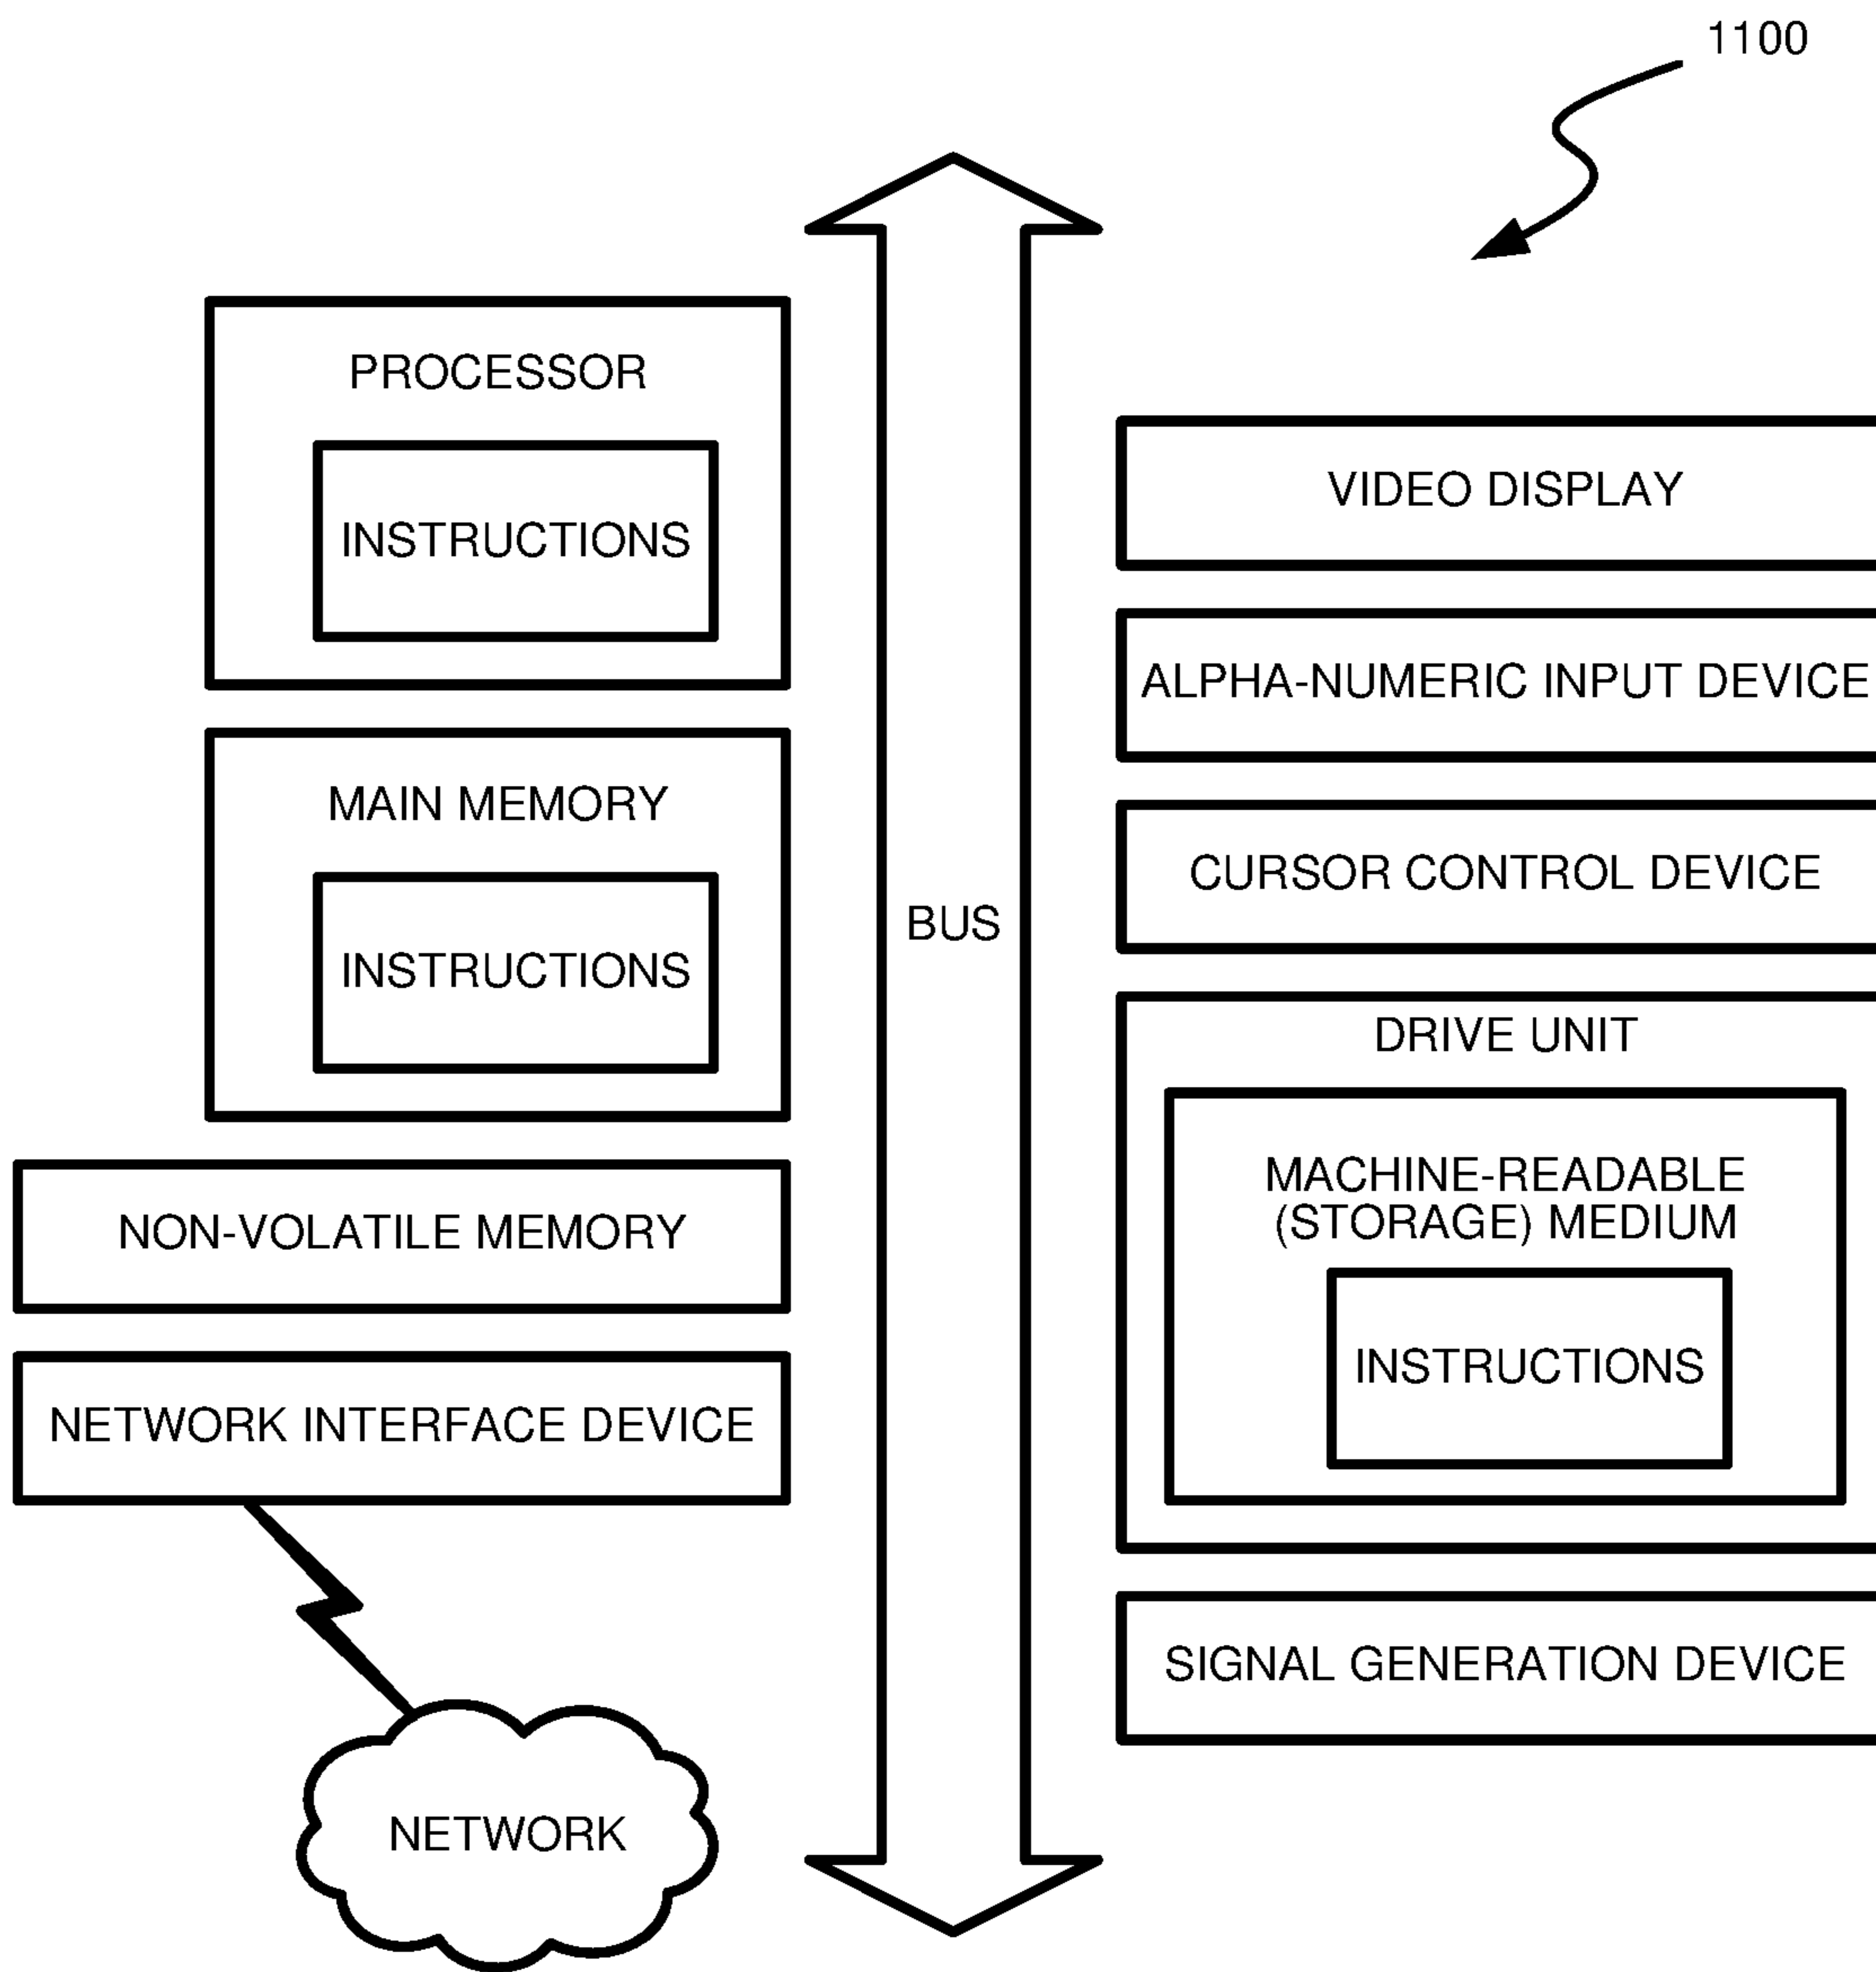 1100
PROCESSOR
INSTRUCTIONS
MAIN MEMORY
INSTRUCTIONS
NON-VOLATILE MEMORY
NETWORK INTERFACE DEVICE
NETWORK
BUS
VIDEO DISPLAY
ALPHA-NUMERIC INPUT DEVICE
CURSOR CONTROL DEVICE
DRIVE UNIT
MACHINE-READABLE
(STORAGE) MEDIUM
INSTRUCTIONS
SIGNAL GENERATION DEVICE